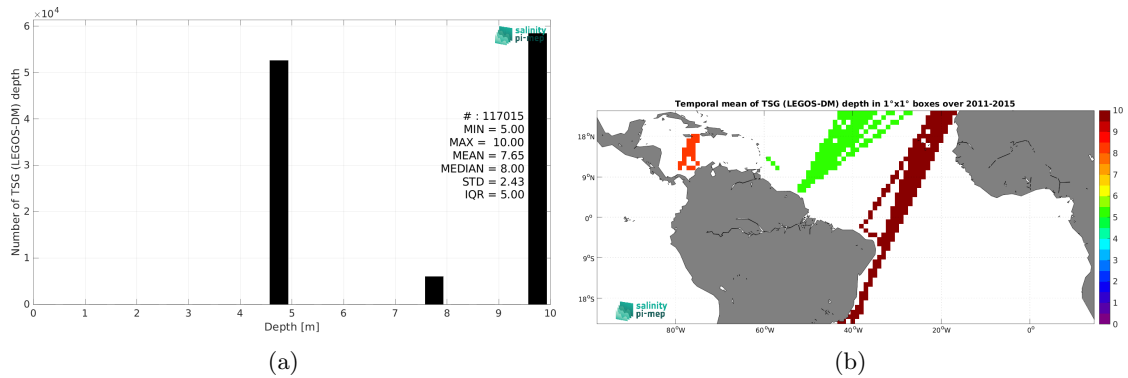 ×10⁴
6
5
4
3
2
1
0
Number of TSG (LEGOS-DM) depth
salinity
pi-mep
# : 117015
MIN = 5.00
MAX = 10.00
MEAN = 7.65
MEDIAN = 8.00
STD = 2.43
IQR = 5.00
0 1 2 3 4 5 6 7 8 9 10
Depth [m]
(a)
Temporal mean of TSG (LEGOS-DM) depth in 1°x1° boxes over 2011-2015
18°N
9°N
0°
9°S
18°S
salinity
pi-mep
80°W 60°W 40°W 20°W 0°
10
9
8
7
6
5
4
3
2
1
0
(b)